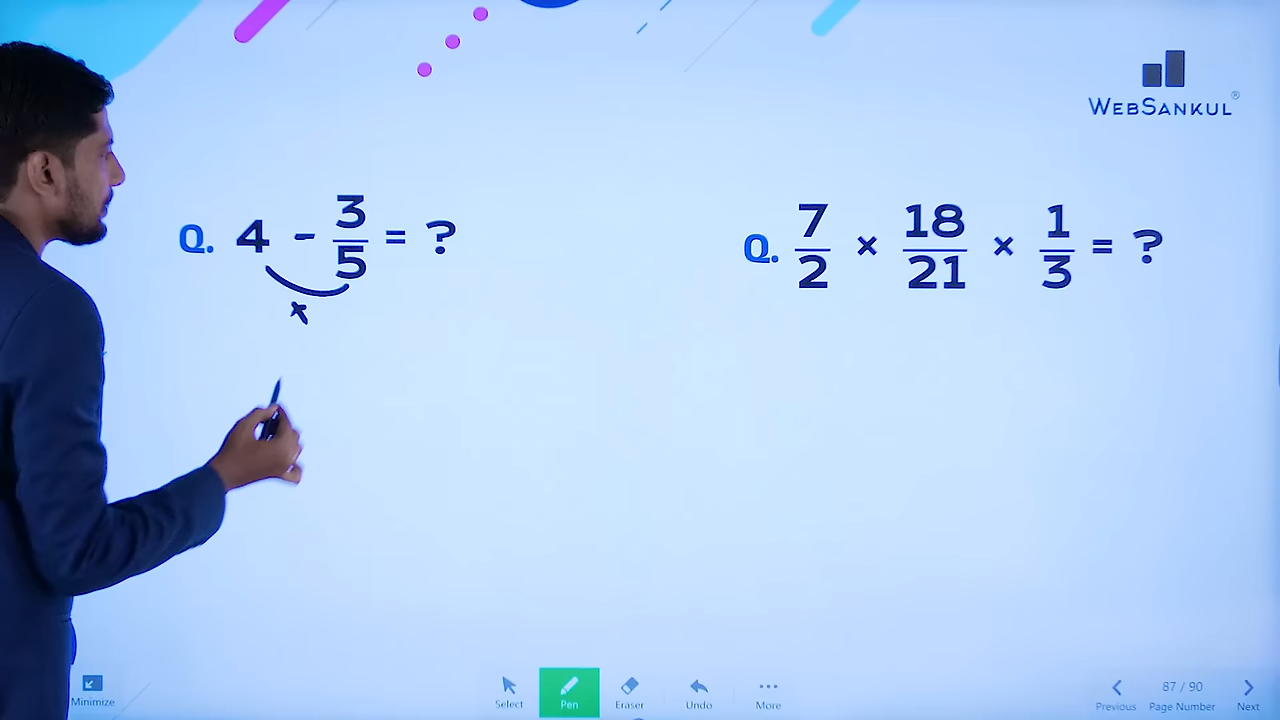 WEBSANKUL®
Q. 4 - 3/5 = ?
x
Q. 7/2 × 18/21 × 1/3 = ?
Minimize
Select Pen Eraser Undo More
87 / 90
Previous Page Number Next